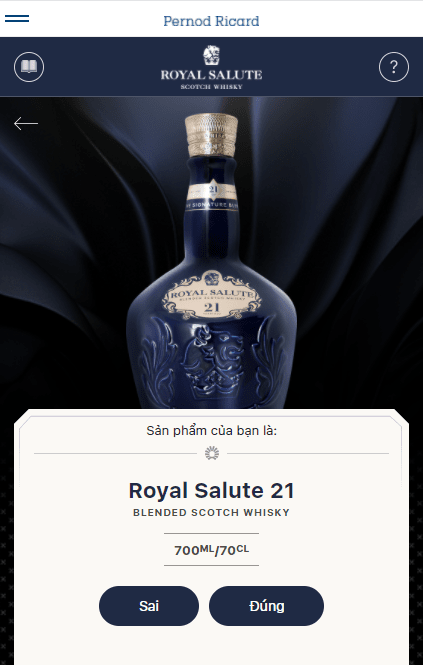 Pernod Ricard
ROYAL SALUTE
SCOTCH WHISKY
?
21
THE SIGNATURE BLEND
ROYAL SALUTE
BLENDED SCOTCH WHISKY
21
Sản phẩm của bạn là:
Royal Salute 21
BLENDED SCOTCH WHISKY
700ML/70CL
Sai
Đúng